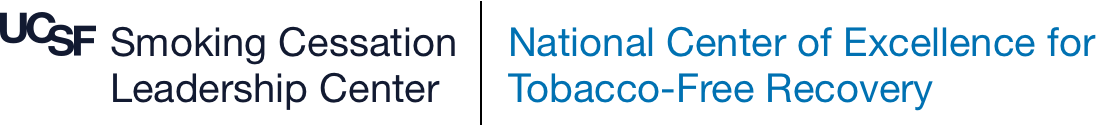 UCSF Smoking Cessation
Leadership Center
National Center of Excellence for
Tobacco-Free Recovery